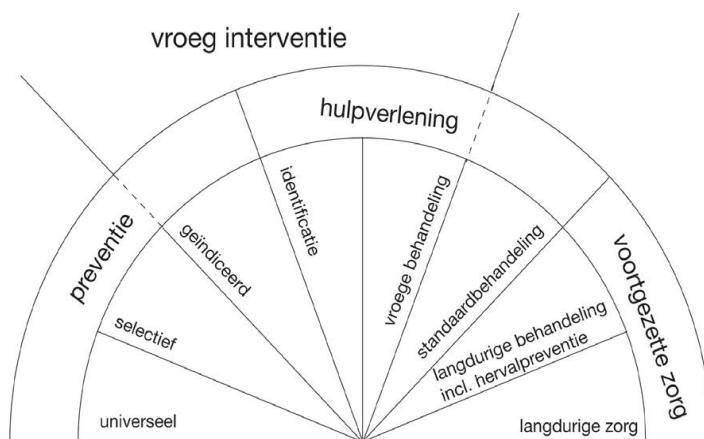 vroeg interventie
preventie
hulpverlening
voortgezette zorg
universeel
selectief
geïndiceerd
identificatie
vroege behandeling
standaardbehandeling
langdurige behandeling
incl. hervalpreventie
langdurige zorg